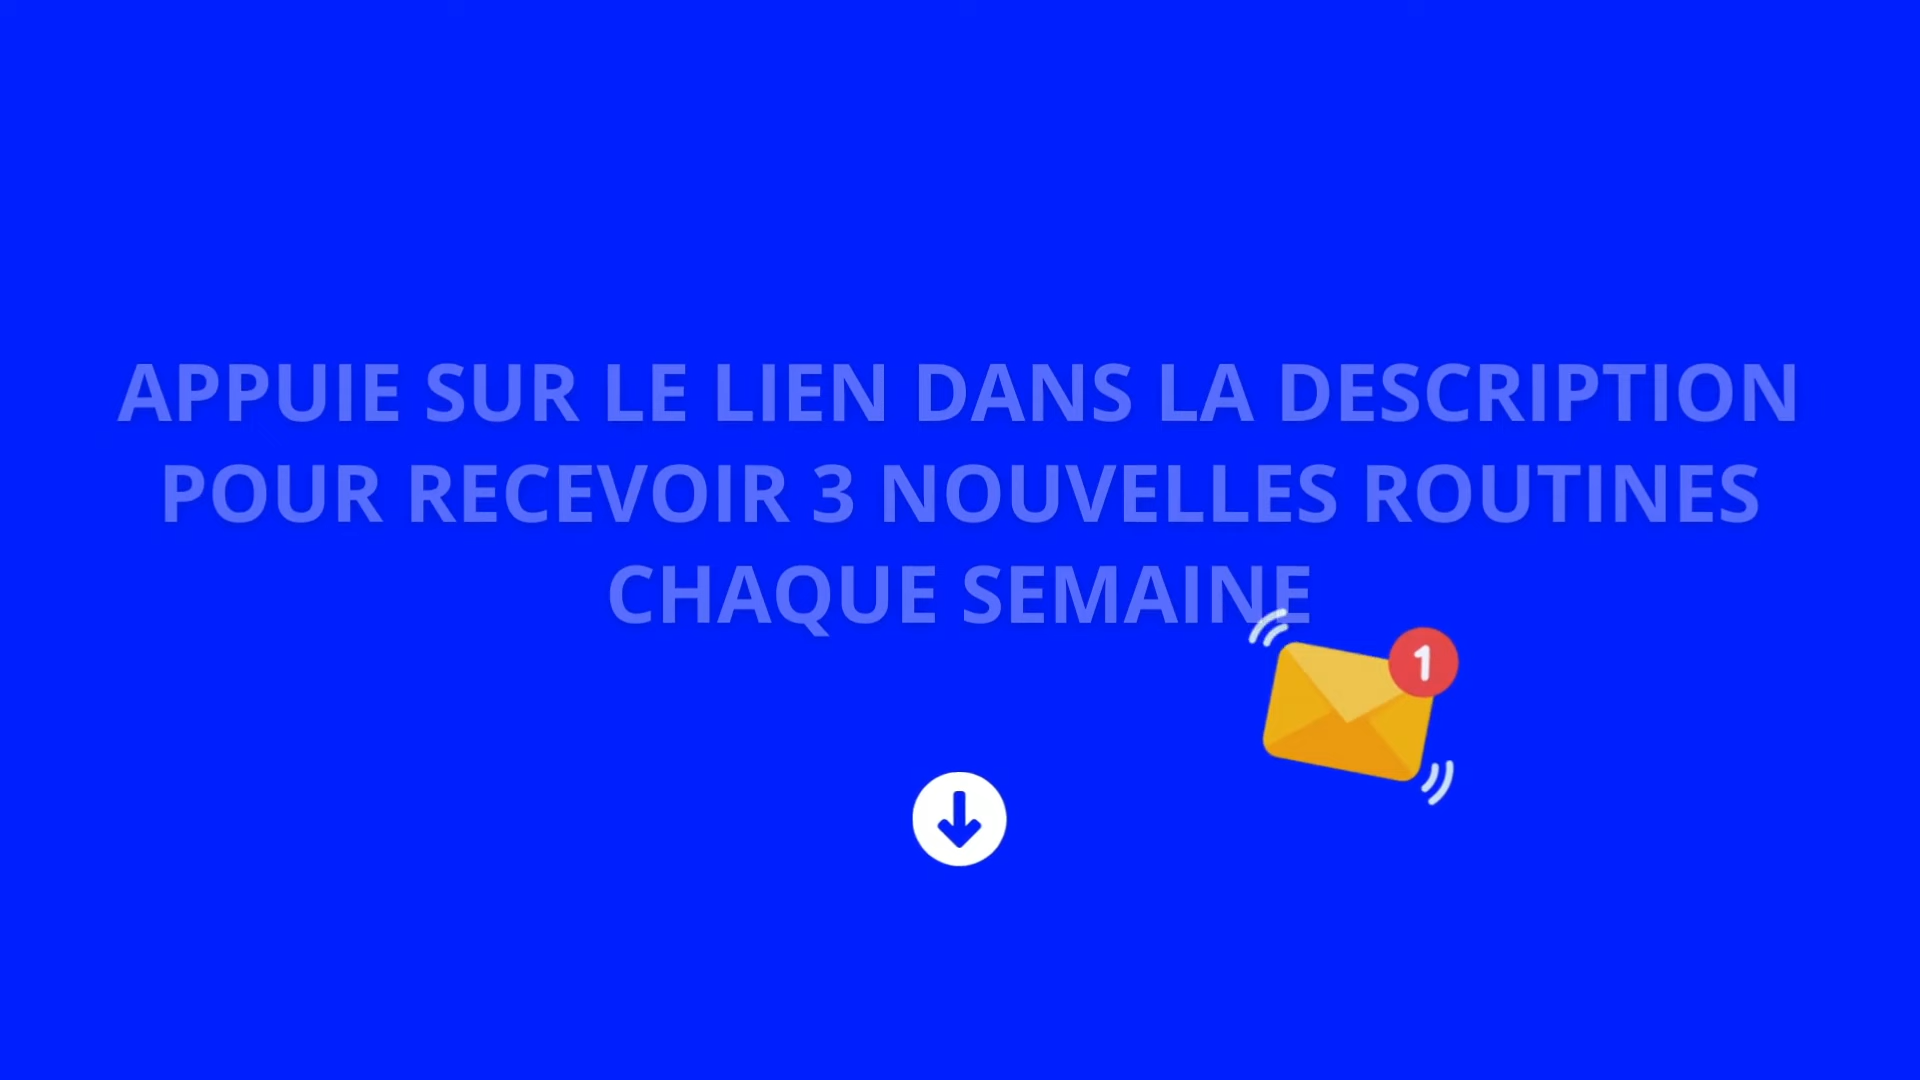 APPUIE SUR LE LIEN DANS LA DESCRIPTION
POUR RECEVOIR 3 NOUVELLES ROUTINES
CHAQUE SEMAINE
1